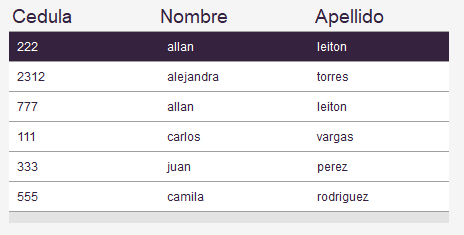 Cedula Nombre Apellido
222 allan leiton
2312 alejandra torres
777 allan leiton
111 carlos vargas
333 juan perez
555 camila rodriguez